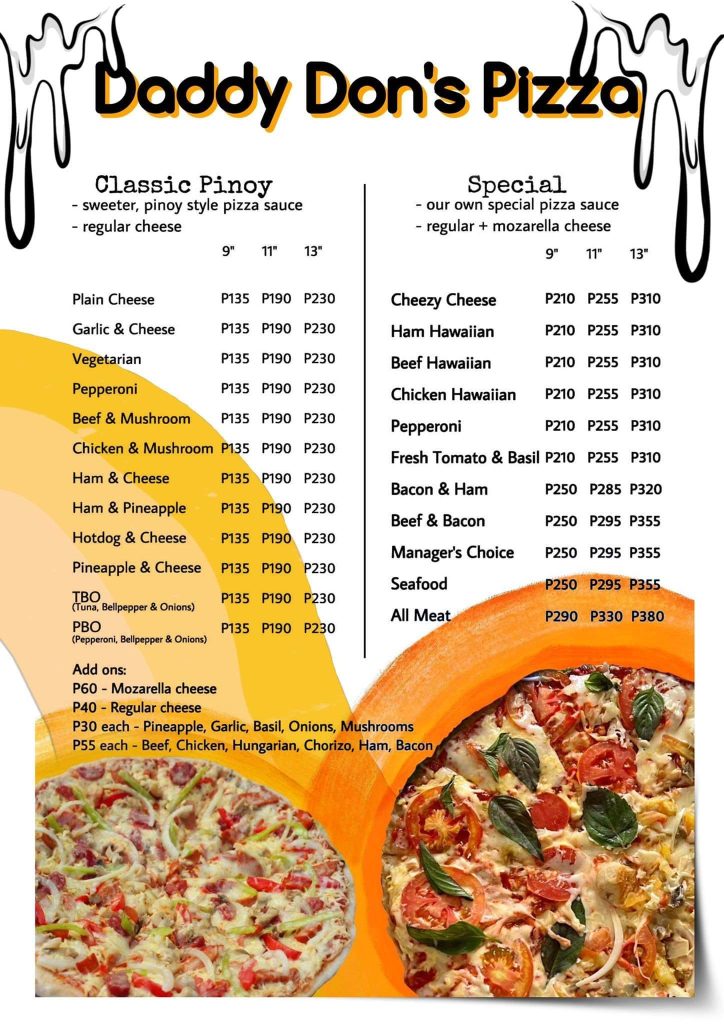 Daddy Don's Pizza
Classic Pinoy
- sweeter, pinoy style pizza sauce
- regular cheese
9" 11" 13"
Plain Cheese P135 P190 P230
Garlic & Cheese P135 P190 P230
Vegetarian P135 P190 P230
Pepperoni P135 P190 P230
Beef & Mushroom P135 P190 P230
Chicken & Mushroom P135 P190 P230
Ham & Cheese P135 P190 P230
Ham & Pineapple P135 P190 P230
Hotdog & Cheese P135 P190 P230
Pineapple & Cheese P135 P190 P230
TBO P135 P190 P230
(Tuna, Bellpepper & Onions)
PBO P135 P190 P230
(Pepperoni, Bellpepper & Onions)
Add ons:
P60 - Mozarella cheese
P40 - Regular cheese
P30 each - Pineapple, Garlic, Basil, Onions, Mushrooms
P55 each - Beef, Chicken, Hungarian, Chorizo, Ham, Bacon
Special
- our own special pizza sauce
- regular + mozarella cheese
9" 11" 13"
Cheezy Cheese P210 P255 P310
Ham Hawaiian P210 P255 P310
Beef Hawaiian P210 P255 P310
Chicken Hawaiian P210 P255 P310
Pepperoni P210 P255 P310
Fresh Tomato & Basil P210 P255 P310
Bacon & Ham P250 P285 P320
Beef & Bacon P250 P295 P355
Manager's Choice P250 P295 P355
Seafood P250 P295 P355
All Meat P290 P330 P380